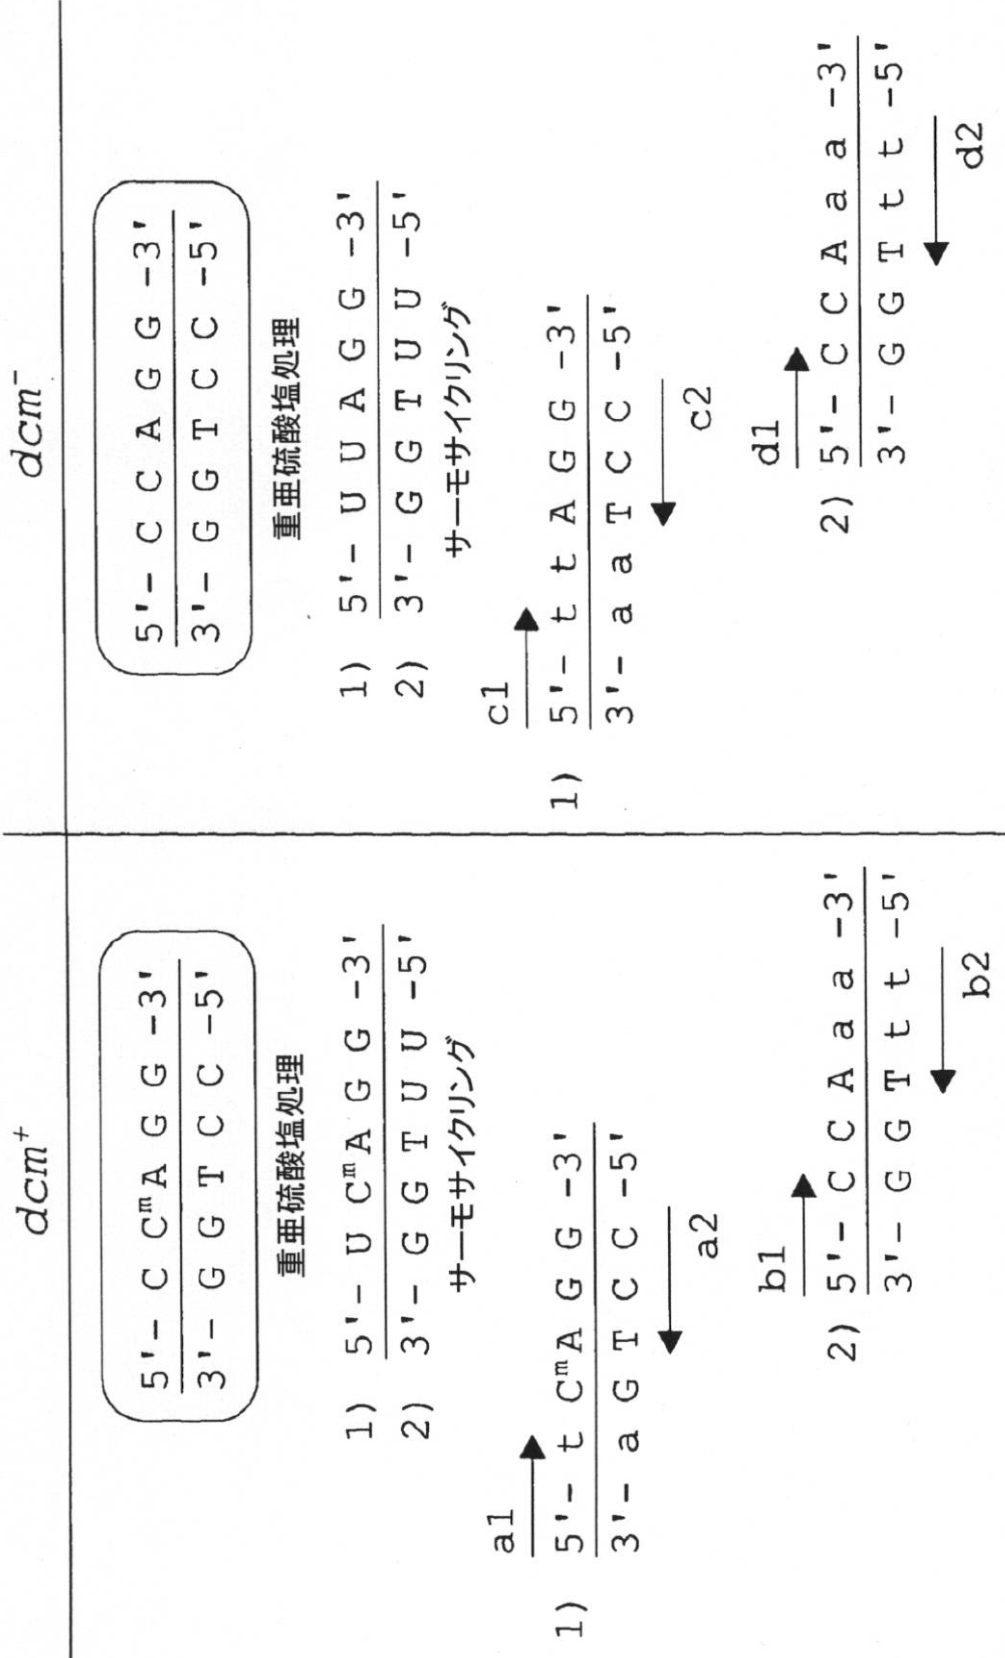 dcm⁺
5'- C CᵐA G G -3'
3'- G G T C C -5'
重亜硫酸塩処理
1) 5'- U CᵐA G G -3'
2) 3'- G G T U U -5'
サーモサイクリング
a1
1) 5'- t CᵐA G G -3'
3'- a G T C C -5'
a2
b1
2) 5'- C C A a a -3'
3'- G G T t t -5'
b2
dcm⁻
5'- C C A G G -3'
3'- G G T C C -5'
重亜硫酸塩処理
1) 5'- U U A G G -3'
2) 3'- G G T U U -5'
サーモサイクリング
c1
1) 5'- t t A G G -3'
3'- a a T C C -5'
c2
d1
2) 5'- C C A a a -3'
3'- G G T t t -5'
d2